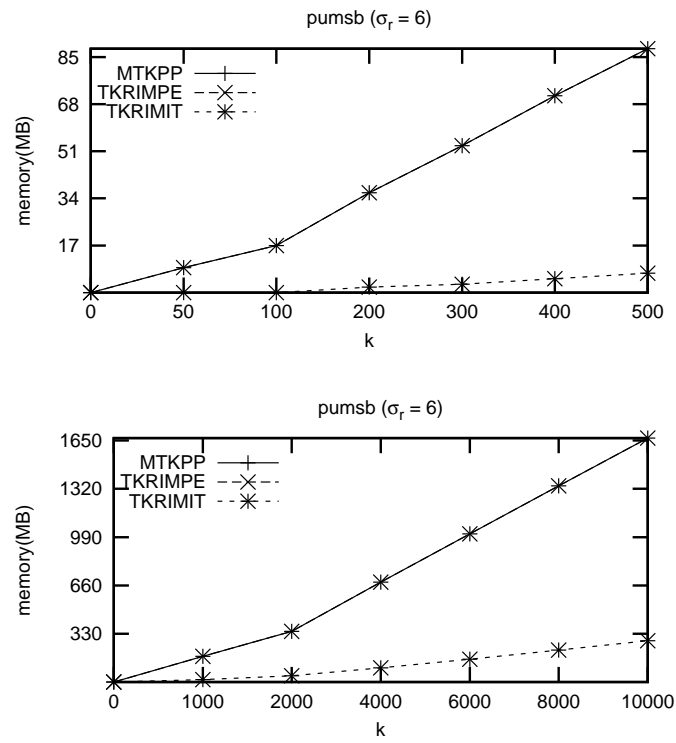 pumsb (σr = 6)
85
68
51
34
17
memory(MB)
MTKPP
TKRIMPE
TKRIMIT
0 50 100 200 300 400 500
k
pumsb (σr = 6)
1650
1320
990
660
330
memory(MB)
MTKPP
TKRIMPE
TKRIMIT
0 1000 2000 4000 6000 8000 10000
k